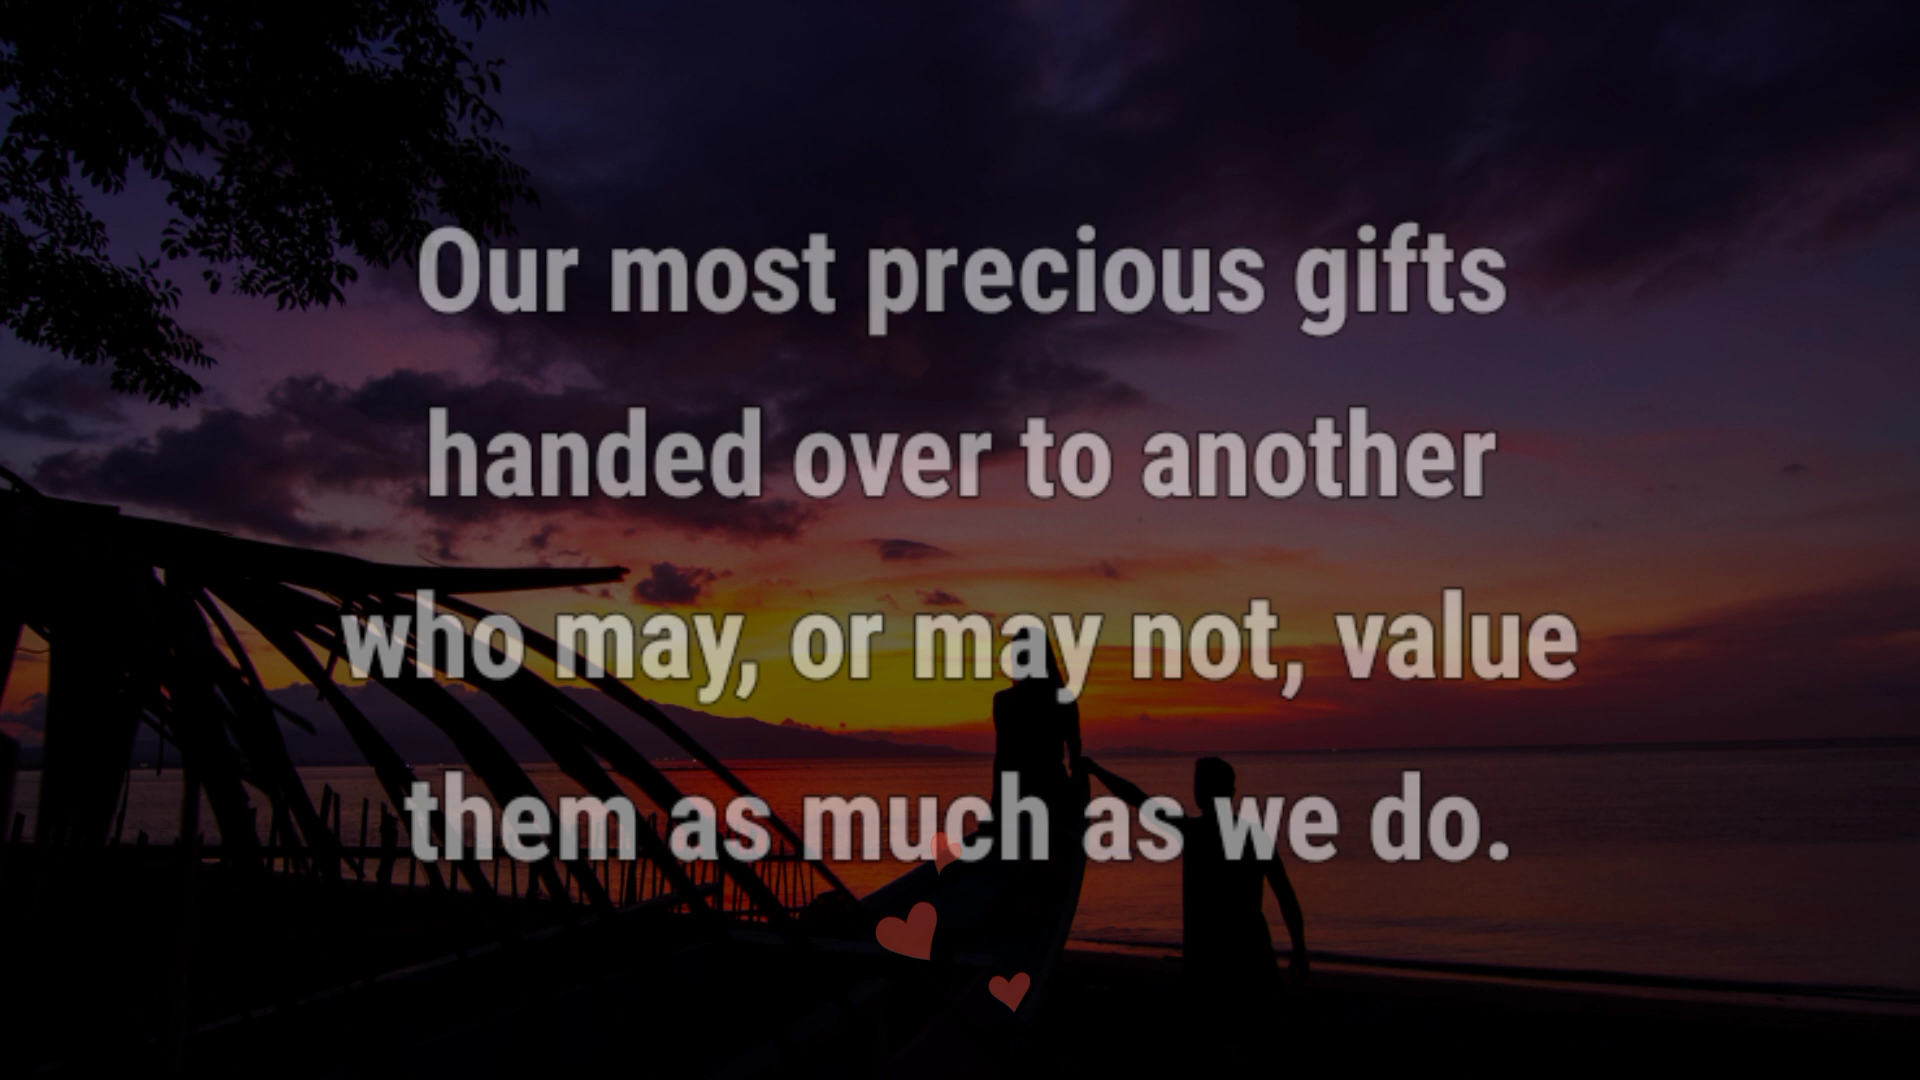 Our most precious gifts
handed over to another
who may, or may not, value
them as much as we do.